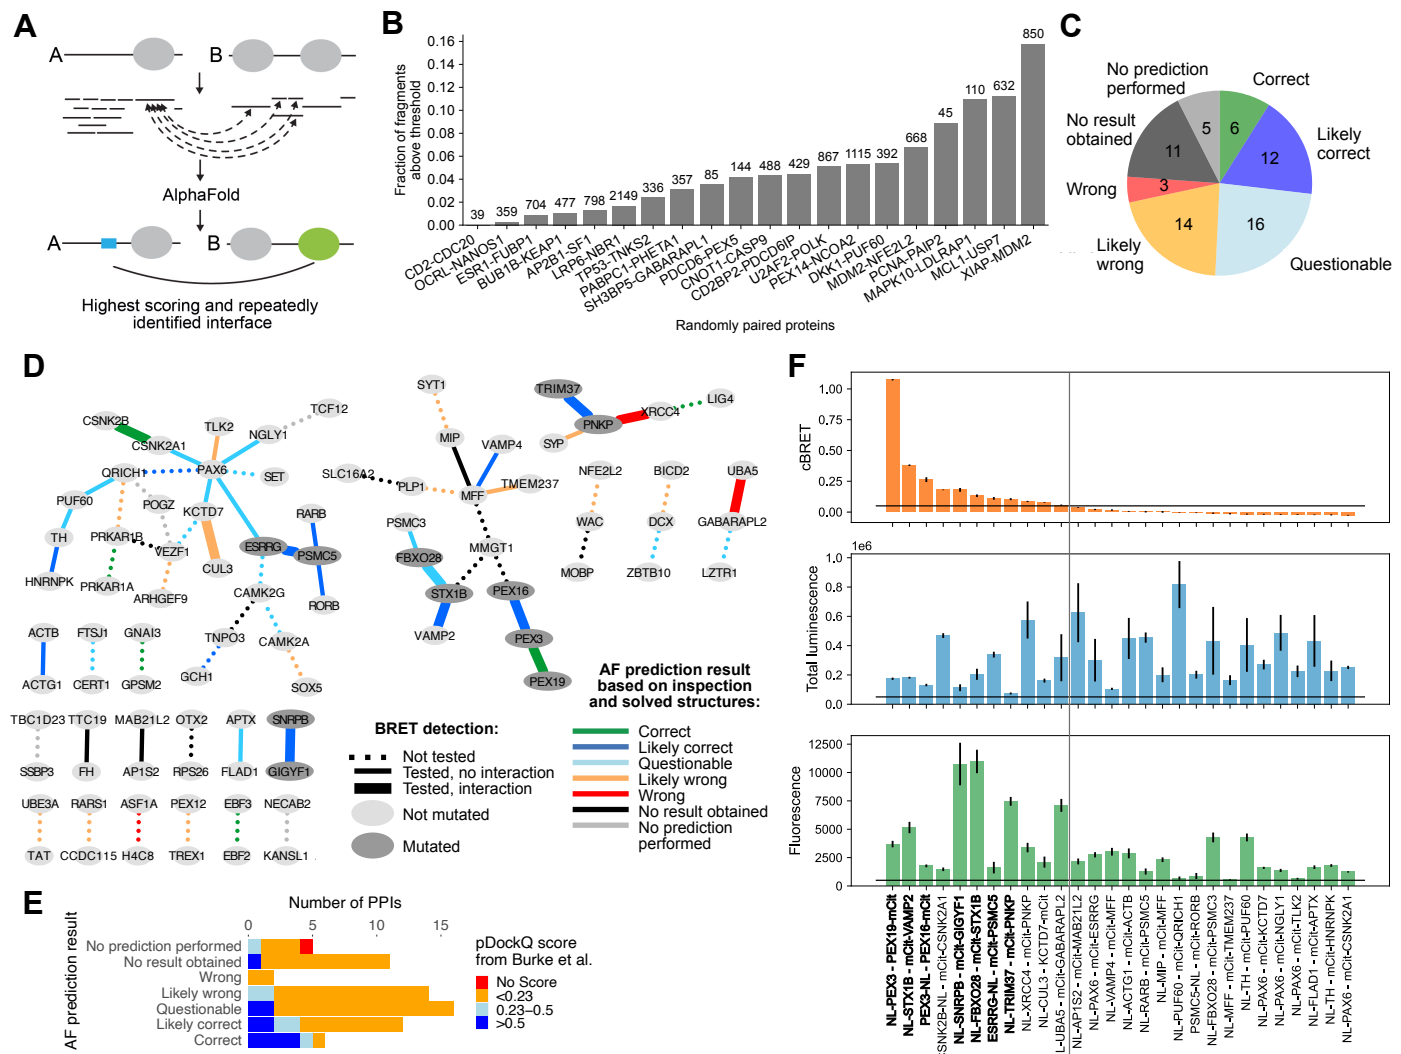 A
A
B
AlphaFold
A
B
Highest scoring and repeatedly
identified interface
B
Fraction of fragments
above threshold
0.16
0.14
0.12
0.10
0.08
0.06
0.04
0.02
0.00
39
359
704
477
798
2149
336
357
85
144
488
429
867
1115
392
668
45
110
632
850
CD2-CDC20
OCRL-NANOS1
ESR1-FUBP1
BUB1B-KEAP1
AP2B1-SF1
LRP6-NBR1
TP53-TNKS2
PABPC1-PHETA1
SH3BP5-GABARAPL1
PDCD6-PEX5
CNOT1-CASP9
CD2BP2-PDCD6IP
U2AF2-POLK
PEX14-NCOA2
DKK1-PUF60
MDM2-NFE2L2
PCNA-PAIP2
MAPK10-LDLRAP1
MCL1-USP7
XIAP-MDM2
Randomly paired proteins
C
No prediction
performed
Correct
No result
obtained
Likely
correct
Wrong
Likely
wrong
Questionable
5
6
12
11
3
14
16
D
CSNK2B
CSNK2A1
TLK2
NGLY1
TCF12
QRICH1
PAX6
SET
PUF60
POGZ
KCTD7
RARB
TH
PRKAR1B
VEZF1
ESRRG
PSMC5
HNRNPK
PRKAR1A
CUL3
ARHGEF9
CAMK2G
RORB
ACTB
FTSJ1
GNAI3
TNPO3
CAMK2A
ACTG1
CERT1
GPSM2
GCH1
SOX5
TBC1D23
TTC19
MAB21L2
OTX2
APTX
SNRPB
SSBP3
FH
AP1S2
RPS26
FLAD1
GIGYF1
UBE3A
RARS1
ASF1A
PEX12
EBF3
NECAB2
TAT
CCDC115
H4C8
TREX1
EBF2
KANSL1
SYT1
TRIM37
XRCC4
LIG4
PNKP
MIP
VAMP4
SYP
SLC16A2
PLP1
MFF
TMEM237
NFE2L2
BICD2
UBA5
PSMC3
MMGT1
WAC
DCX
GABARAPL2
FBXO28
STX1B
PEX16
MOBP
ZBTB10
LZTR1
VAMP2
PEX3
PEX19
BRET detection:
Not tested
Tested, no interaction
Tested, interaction
Not mutated
Mutated
AF prediction result
based on inspection
and solved structures:
Correct
Likely correct
Questionable
Likely wrong
Wrong
No result obtained
No prediction
performed
E
Number of PPIs
0
5
10
15
AF prediction result
No prediction performed
No result obtained
Wrong
Likely wrong
Questionable
Likely correct
Correct
pDockQ score
from Burke et al.
No Score
<0.23
0.23–0.5
>0.5
F
cBRET
1.00
0.75
0.50
0.25
0.00
1e6
Total luminescence
1.0
0.8
0.6
0.4
0.2
0.0
Fluorescence
12500
10000
7500
5000
2500
0
NL-PEX3 - PEX19-mCit
NL-STX1B - mCit-VAMP2
PEX3-NL - PEX16-mCit
CSNK2B-NL - mCit-CSNK2A1
NL-SNRPB - mCit-GIGYF1
NL-FBXO28 - mCit-STX1B
ESRRG-NL - mCit-PSMC5
NL-TRIM37 - mCit-PNKP
NL-XRCC4 - mCit-PNKP
NL-CUL3 - KCTD7-mCit
L-UBA5 - mCit-GABARAPL2
NL-AP1S2 - mCit-MAB21L2
NL-PAX6 - mCit-ESRRG
NL-VAMP4 - mCit-MFF
NL-ACTG1 - mCit-ACTB
NL-RARB - mCit-PSMC5
NL-MIP - mCit-MFF
NL-PUF60 - mCit-QRICH1
PSMC5-NL - mCit-RORB
NL-FBXO28 - mCit-PSMC3
NL-MFF - mCit-TMEM237
NL-TH - mCit-PUF60
NL-PAX6 - mCit-KCTD7
NL-PAX6 - mCit-NGLY1
NL-PAX6 - mCit-TLK2
NL-FLAD1 - mCit-APTX
NL-TH - mCit-HNRNPK
NL-PAX6 - mCit-CSNK2A1